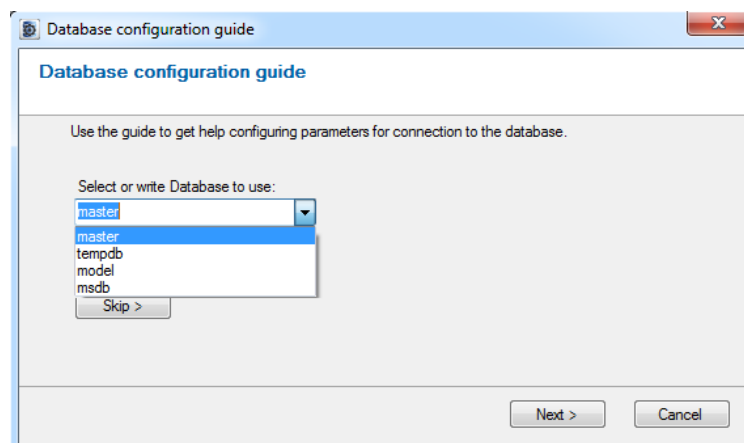 Database configuration guide
Database configuration guide
Use the guide to get help configuring parameters for connection to the database.
Select or write Database to use:
master
master
tempdb
model
msdb
Skip >
Next >
Cancel